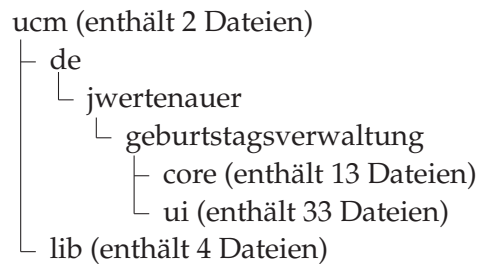 ucm (enthält 2 Dateien)
de
jwertenauer
geburtstagsverwaltung
core (enthält 13 Dateien)
ui (enthält 33 Dateien)
lib (enthält 4 Dateien)